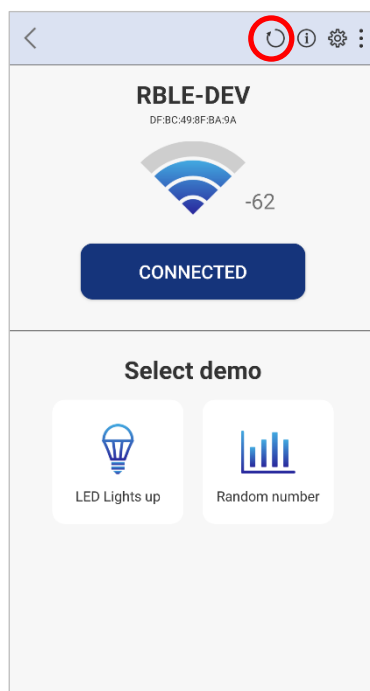 RBLE-DEV
DF:BC:49:8F:BA:9A
-62
CONNECTED
Select demo
LED Lights up
Random number